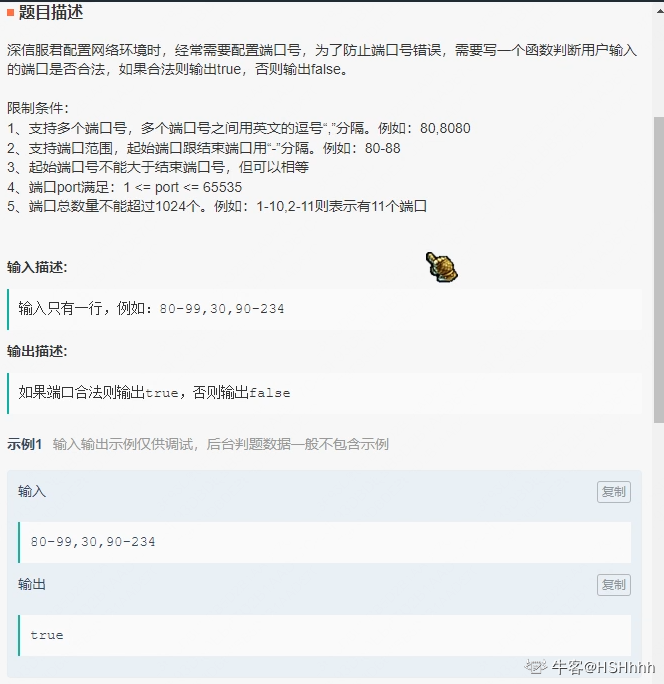 题目描述
深信服君配置网络环境时，经常需要配置端口号，为了防止端口号错误，需要写一个函数判断用户输入
的端口是否合法，如果合法则输出true，否则输出false。
限制条件：
1、支持多个端口号，多个端口号之间用英文的逗号“,”分隔。例如：80,8080
2、支持端口范围，起始端口跟结束端口用“-”分隔。例如：80-88
3、起始端口号不能大于结束端口号，但可以相等
4、端口port满足：1 <= port <= 65535
5、端口总数量不能超过1024个。例如：1-10,2-11则表示有11个端口
输入描述:
输入只有一行，例如：80-99,30,90-234
输出描述:
如果端口合法则输出true，否则输出false
示例1 输入输出示例仅供调试，后台判题数据一般不包含示例
输入 复制
80-99,30,90-234
输出 复制
true
牛客@HSHhhh